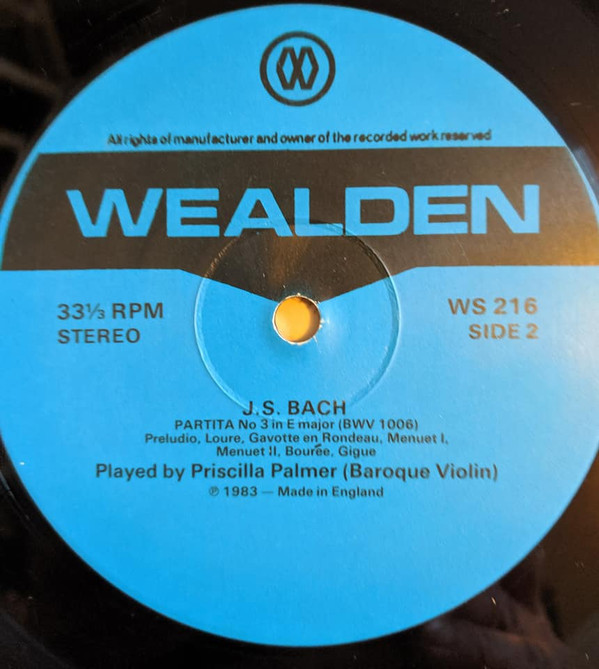 All rights of manufacturer and owner of the recorded work reserved
WEALDEN
33⅓ RPM
STEREO
WS 216
SIDE 2
J.S. BACH
PARTITA No 3 in E major (BWV 1006)
Preludio, Loure, Gavotte en Rondeau, Menuet I,
Menuet II, Bourée, Gigue
Played by Priscilla Palmer (Baroque Violin)
℗ 1983 — Made in England